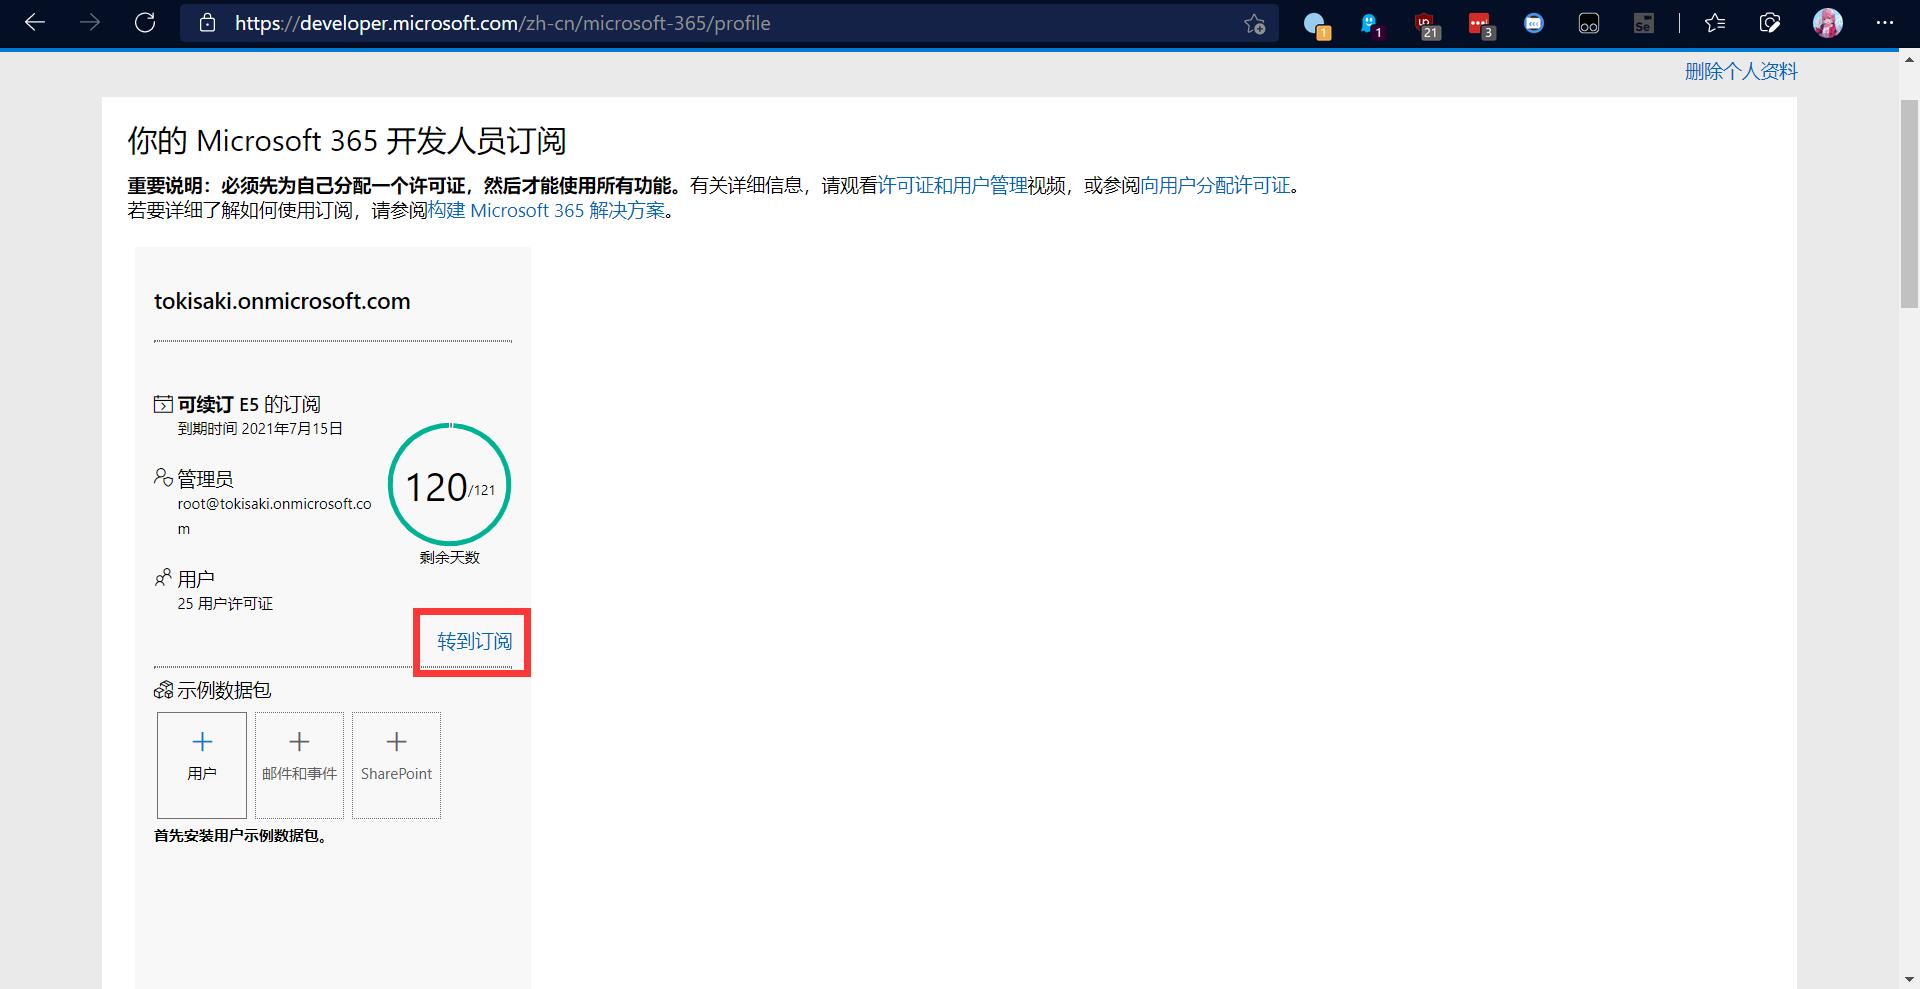 https://developer.microsoft.com/zh-cn/microsoft-365/profile
1
1
21
3
Se
删除个人资料
你的 Microsoft 365 开发人员订阅
重要说明：必须先为自己分配一个许可证，然后才能使用所有功能。有关详细信息，请观看许可证和用户管理视频，或参阅向用户分配许可证。
若要详细了解如何使用订阅，请参阅构建 Microsoft 365 解决方案。
tokisaki.onmicrosoft.com
可续订 E5 的订阅
到期时间 2021年7月15日
管理员
root@tokisaki.onmicrosoft.co
m
120/121
剩余天数
用户
25 用户许可证
转到订阅
示例数据包
用户
邮件和事件
SharePoint
首先安装用户示例数据包。